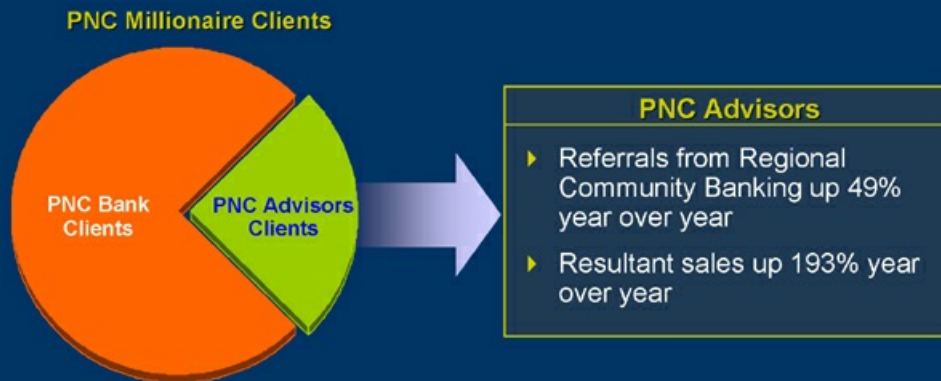 PNC Millionaire Clients
PNC Bank
Clients
PNC Advisors
Clients
PNC Advisors
Referrals from Regional
Community Banking up 49%
year over year
Resultant sales up 193% year
over year